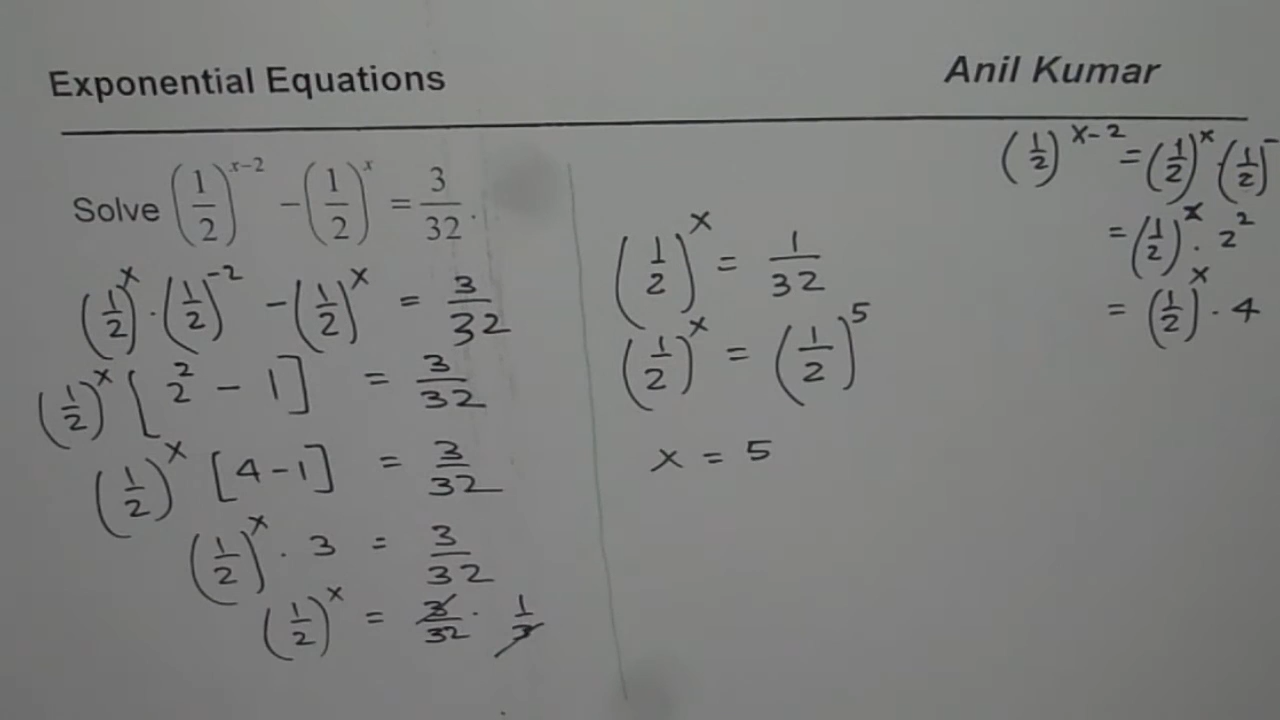 Exponential Equations
Anil Kumar
Solve (1/2)^(x-2) - (1/2)^x = 3/32.
(1/2)^x · (1/2)^-2 - (1/2)^x = 3/32
(1/2)^x [2^2 - 1] = 3/32
(1/2)^x [4-1] = 3/32
(1/2)^x · 3 = 3/32
(1/2)^x = 3/32 · 1/3
(1/2)^x = 1/32
(1/2)^x = (1/2)^5
x = 5
(1/2)^(x-2) = (1/2)^x (1/2)^-
= (1/2)^x · 2^2
= (1/2)^x · 4